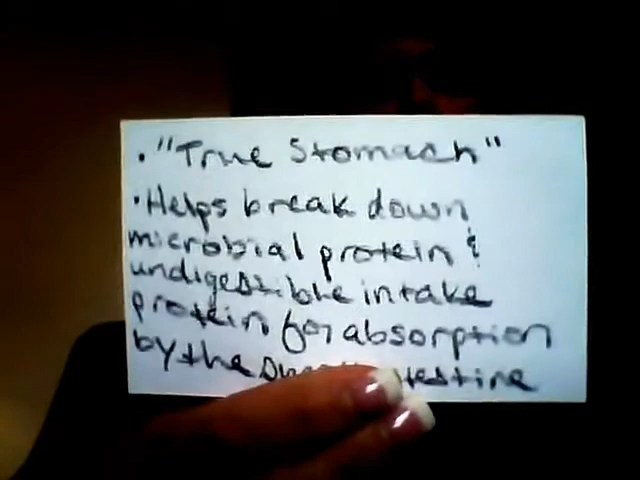 • "True Stomach"
• Helps break down
microbial protein &
undigestible intake
protein for absorption
by the